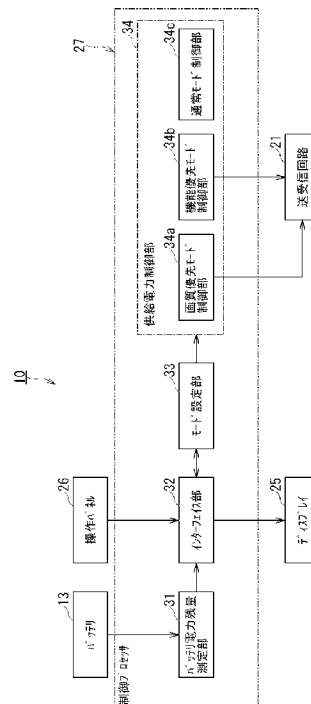 10
13
バッテリ
26
操作パネル
27
制御プロセッサ
31
バッテリ電力残量
測定部
32
インターフェイス部
33
モード設定部
34
供給電力制御部
34a
画質優先モード
制御部
34b
機能優先モード
制御部
34c
通常モード制御部
25
ディスプレイ
21
送受信回路